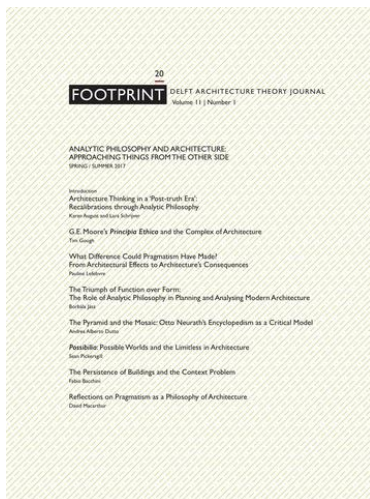 20
FOOTPRINT
DELFT ARCHITECTURE THEORY JOURNAL
Volume 11 | Number 1
ANALYTIC PHILOSOPHY AND ARCHITECTURE:
APPROACHING THINGS FROM THE OTHER SIDE
SPRING / SUMMER 2017
Introduction
Architecture Thinking in a 'Post-truth Era':
Recalibrations through Analytic Philosophy
Karan August and Lara Schrijver
G.E. Moore's Principia Ethica and the Complex of Architecture
Tim Gough
What Difference Could Pragmatism Have Made?
From Architectural Effects to Architecture's Consequences
Pauline Lefebvre
The Triumph of Function over Form:
The Role of Analytic Philosophy in Planning and Analysing Modern Architecture
Borbála Jász
The Pyramid and the Mosaic: Otto Neurath's Encyclopedism as a Critical Model
Andrea Alberto Dutto
Possibilia: Possible Worlds and the Limitless in Architecture
Sean Pickersgill
The Persistence of Buildings and the Context Problem
Fabio Bacchini
Reflections on Pragmatism as a Philosophy of Architecture
David Macarthur